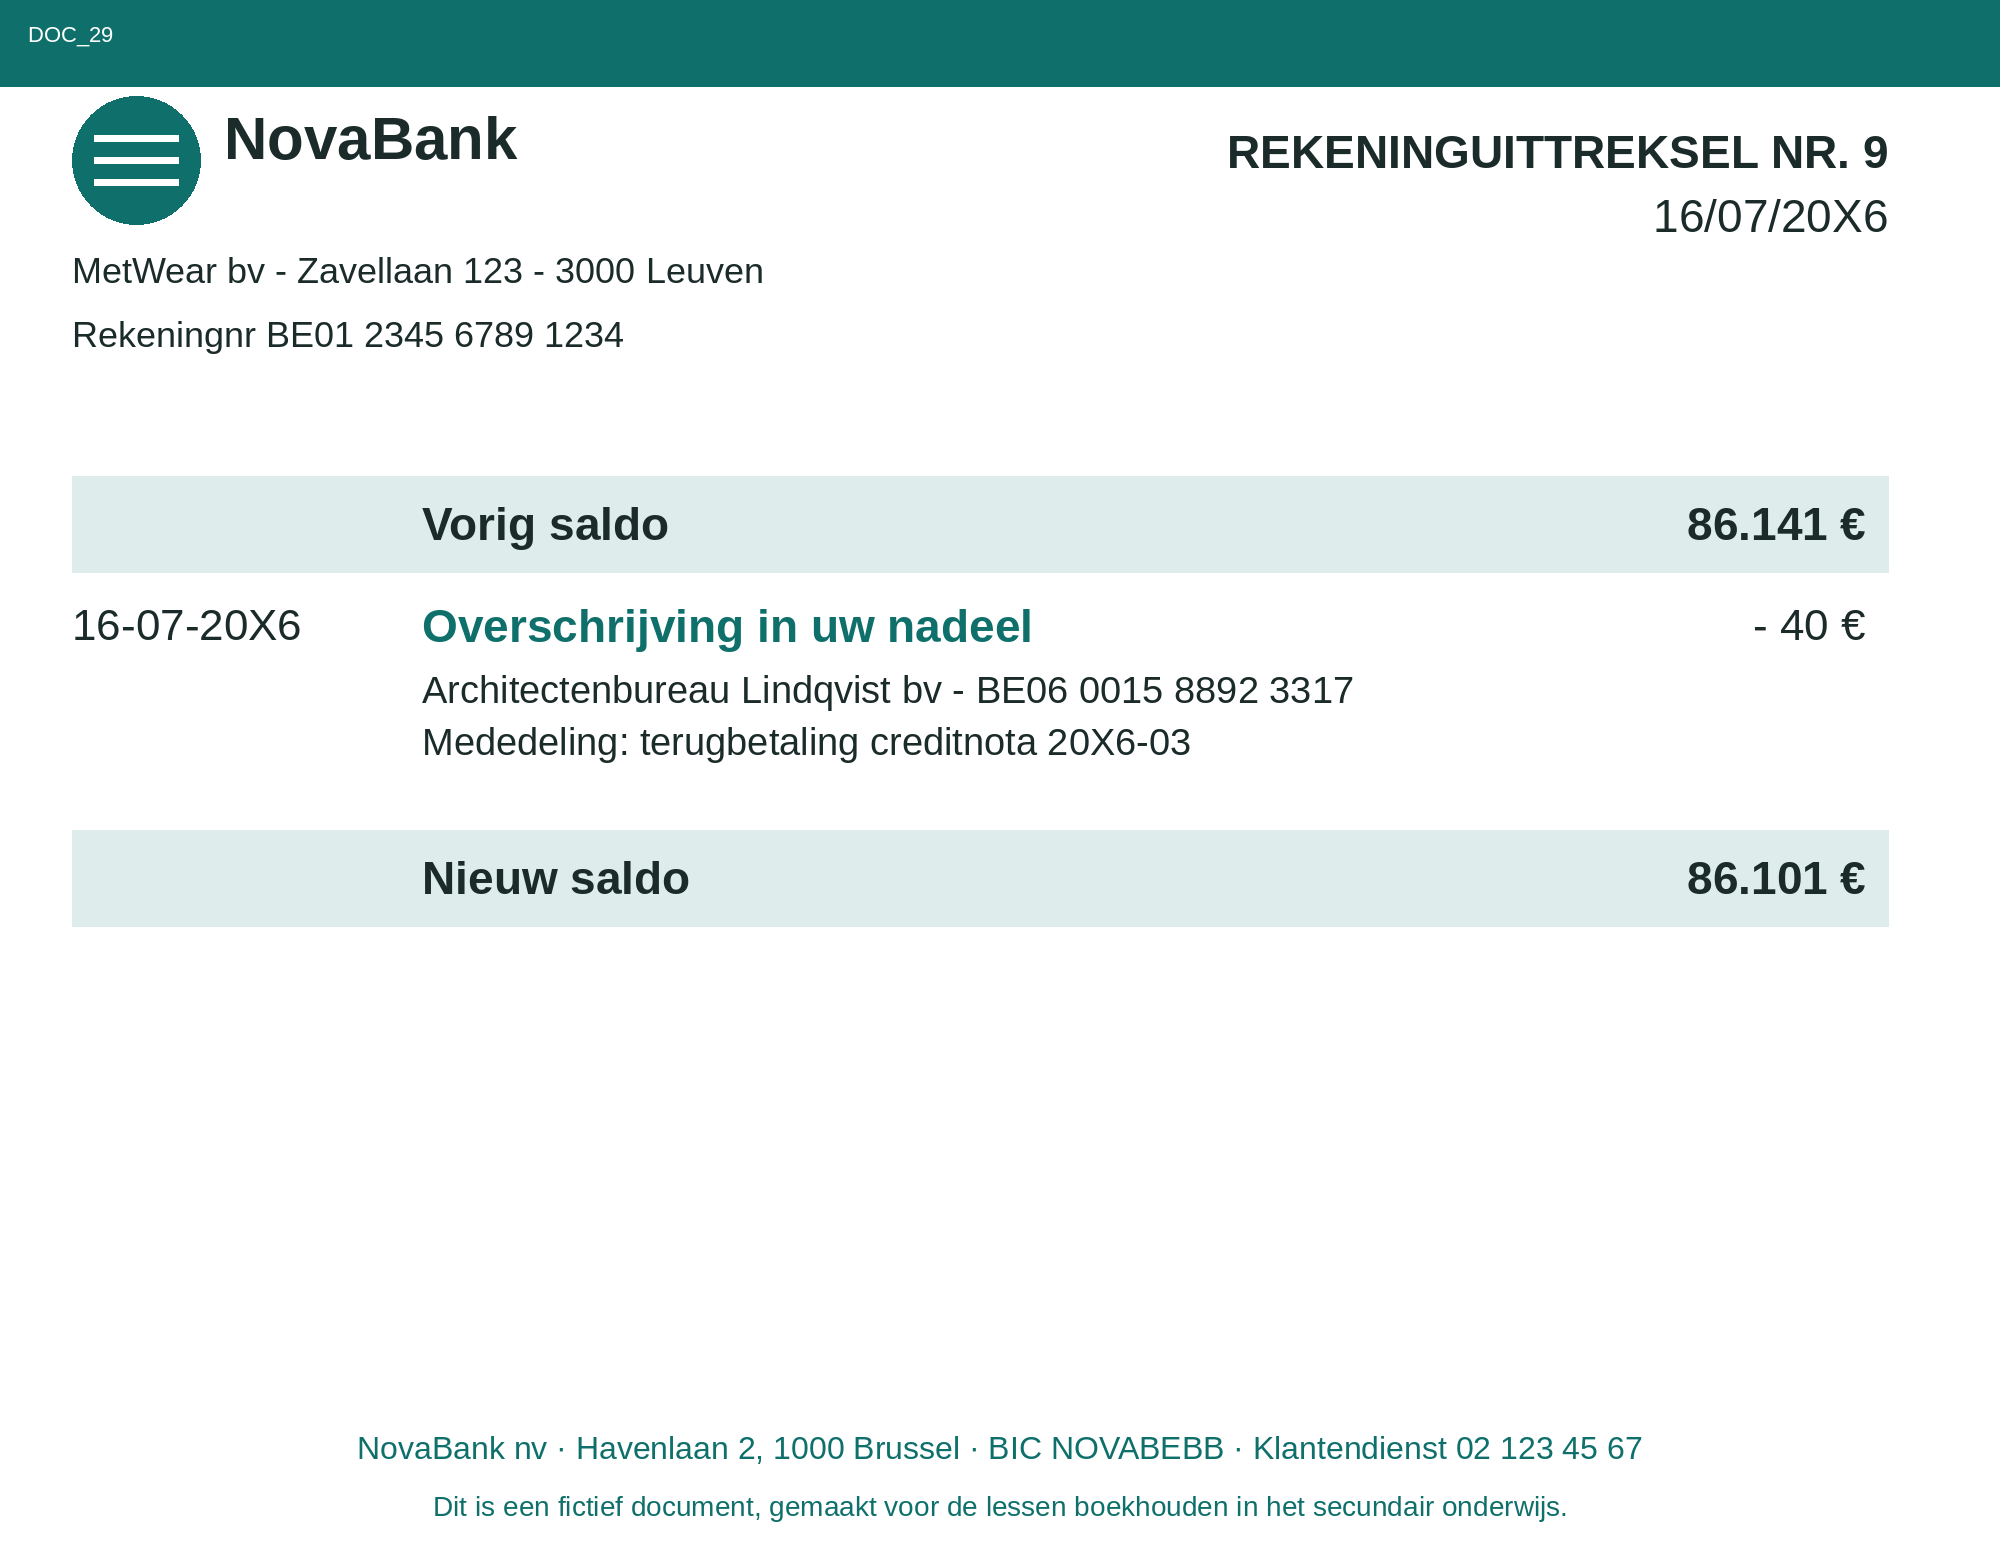 DOC_29
NovaBank
REKENINGUITTREKSEL NR. 9
16/07/20X6
MetWear bv - Zavellaan 123 - 3000 Leuven
Rekeningnr BE01 2345 6789 1234
Vorig saldo 86.141 €
16-07-20X6 Overschrijving in uw nadeel - 40 €
Architectenbureau Lindqvist bv - BE06 0015 8892 3317
Mededeling: terugbetaling creditnota 20X6-03
Nieuw saldo 86.101 €
NovaBank nv · Havenlaan 2, 1000 Brussel · BIC NOVABEBB · Klantendienst 02 123 45 67
Dit is een fictief document, gemaakt voor de lessen boekhouden in het secundair onderwijs.